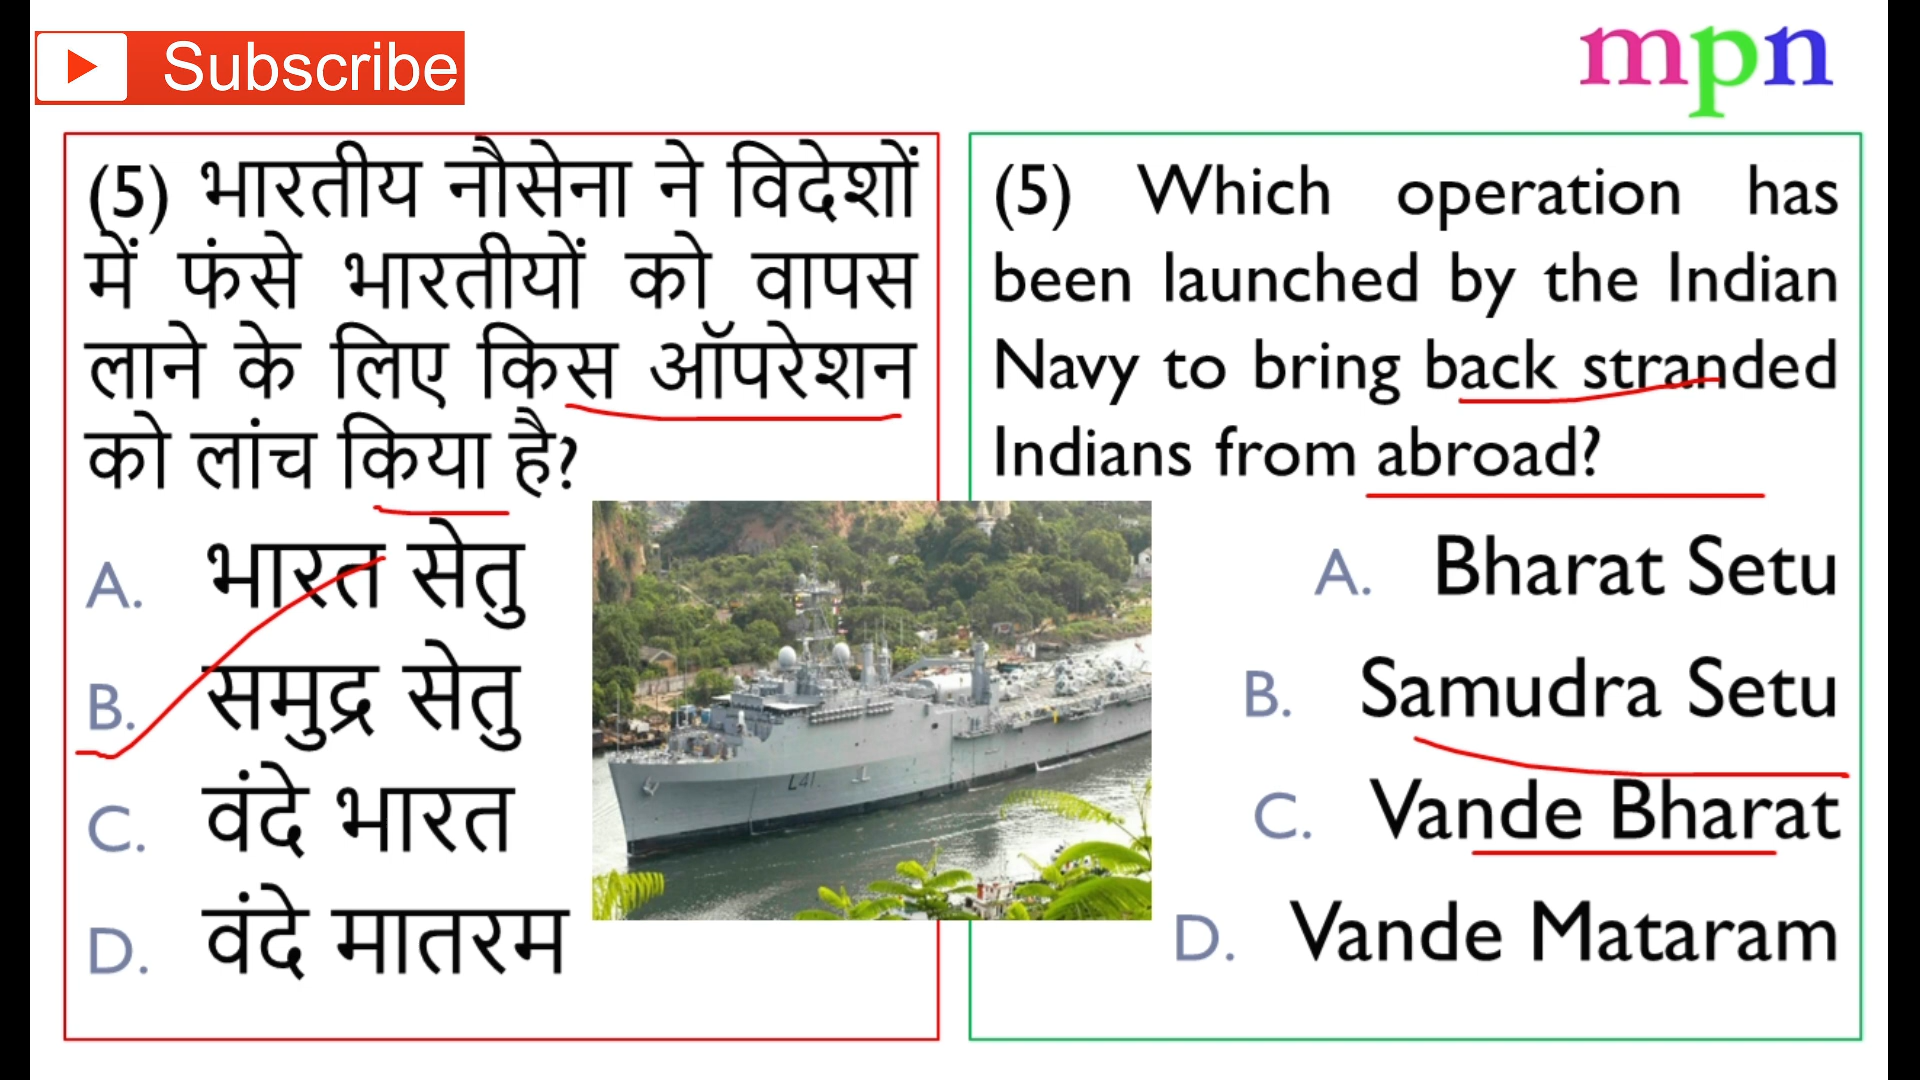 Subscribe
mpn
(5) भारतीय नौसेना ने विदेशों
में फंसे भारतीयों को वापस
लाने के लिए किस ऑपरेशन
को लांच किया है?
A. भारत सेतु
B. समुद्र सेतु
C. वंदे भारत
D. वंदे मातरम
L41
(5) Which operation has
been launched by the Indian
Navy to bring back stranded
Indians from abroad?
A. Bharat Setu
B. Samudra Setu
C. Vande Bharat
D. Vande Mataram